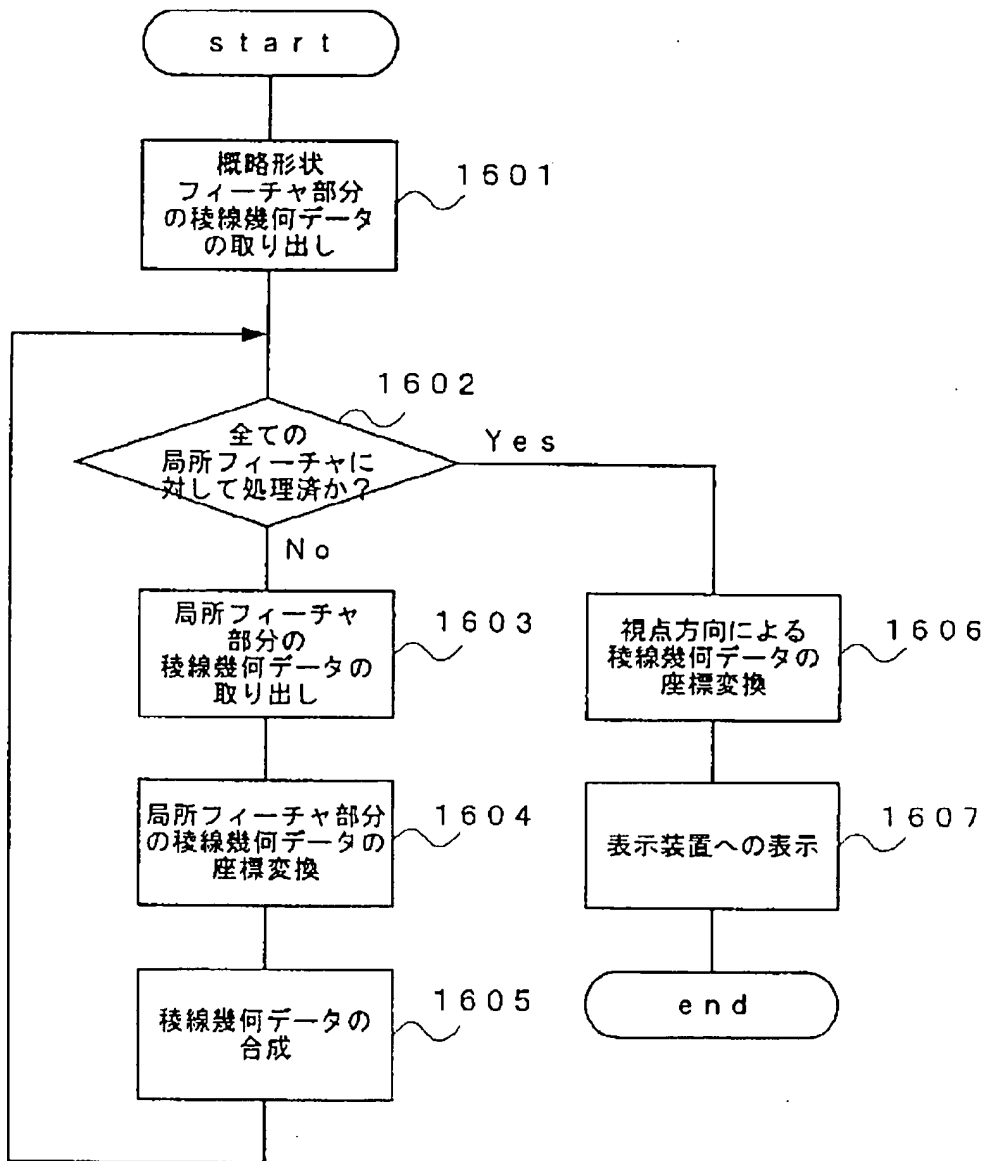 start
概略形状
フィーチャ部分
の稜線幾何データ
の取り出し
1601
1602
全ての
局所フィーチャに
対して処理済か?
Yes
No
局所フィーチャ
部分の
稜線幾何データの
取り出し
1603
局所フィーチャ部分
の稜線幾何データの
座標変換
1604
稜線幾何データの
合成
1605
視点方向による
稜線幾何データの
座標変換
1606
表示装置への表示
1607
end